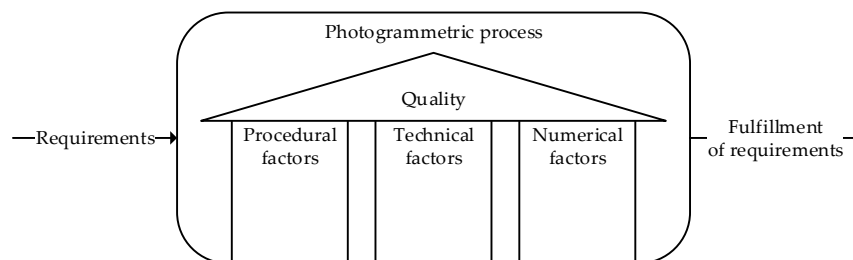 Photogrammetric process
Quality
Requirements
Procedural
factors
Technical
factors
Numerical
factors
Fulfillment
of requirements